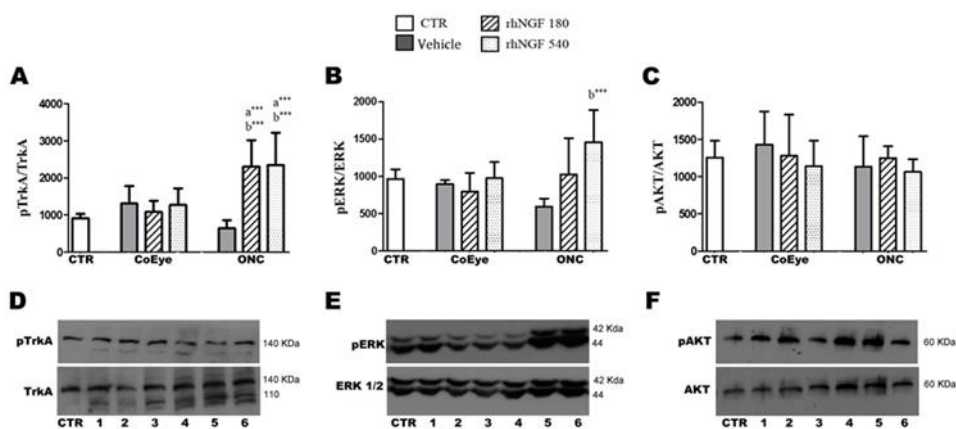 CTR
rhNGF 180
Vehicle
rhNGF 540
A
B
C
pTrkA/TrkA
4000
3000
2000
1000
0
a***
b***
a***
b***
CTR
CoEye
ONC
pERK/ERK
2000
1500
1000
500
0
b***
CTR
CoEye
ONC
pAKT/AKT
2000
1500
1000
500
0
CTR
CoEye
ONC
D
E
F
pTrkA
140 KDa
TrkA
140 KDa
110
CTR 1 2 3 4 5 6
pERK
42 Kda
44
ERK 1/2
42 Kda
44
CTR 1 2 3 4 5 6
pAKT
60 KDa
AKT
60 KDa
CTR 1 2 3 4 5 6